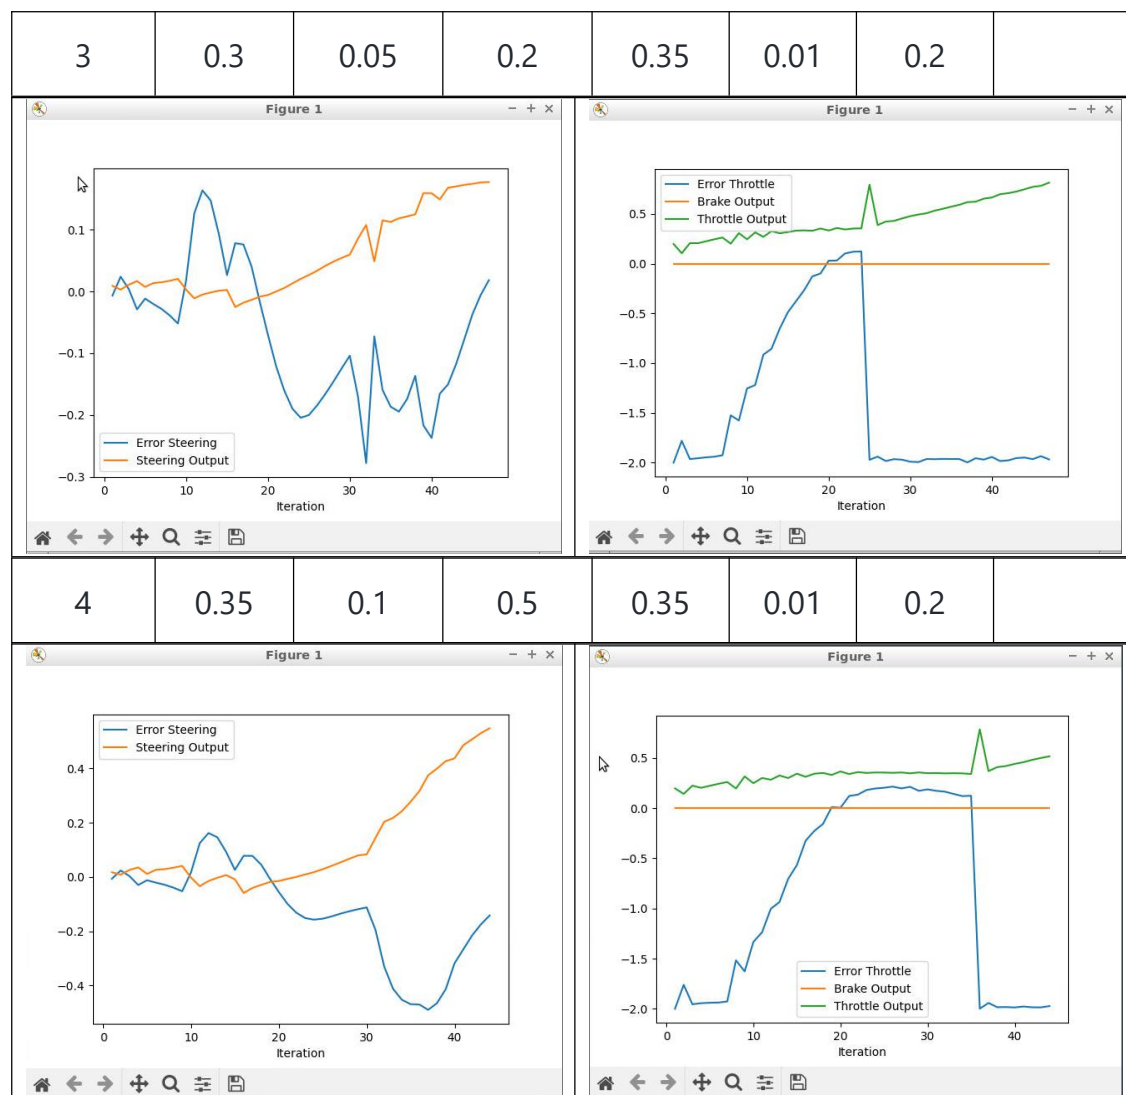 3 0.3 0.05 0.2 0.35 0.01 0.2
Figure 1
0.1
0.0
−0.1
−0.2
−0.3
Error Steering
Steering Output
0 10 20 30 40
Iteration
Figure 1
Error Throttle
Brake Output
Throttle Output
0.5
0.0
−0.5
−1.0
−1.5
−2.0
0 10 20 30 40
Iteration
4 0.35 0.1 0.5 0.35 0.01 0.2
Figure 1
Error Steering
Steering Output
0.4
0.2
0.0
−0.2
−0.4
0 10 20 30 40
Iteration
Figure 1
0.5
0.0
−0.5
−1.0
−1.5
−2.0
Error Throttle
Brake Output
Throttle Output
0 10 20 30 40
Iteration